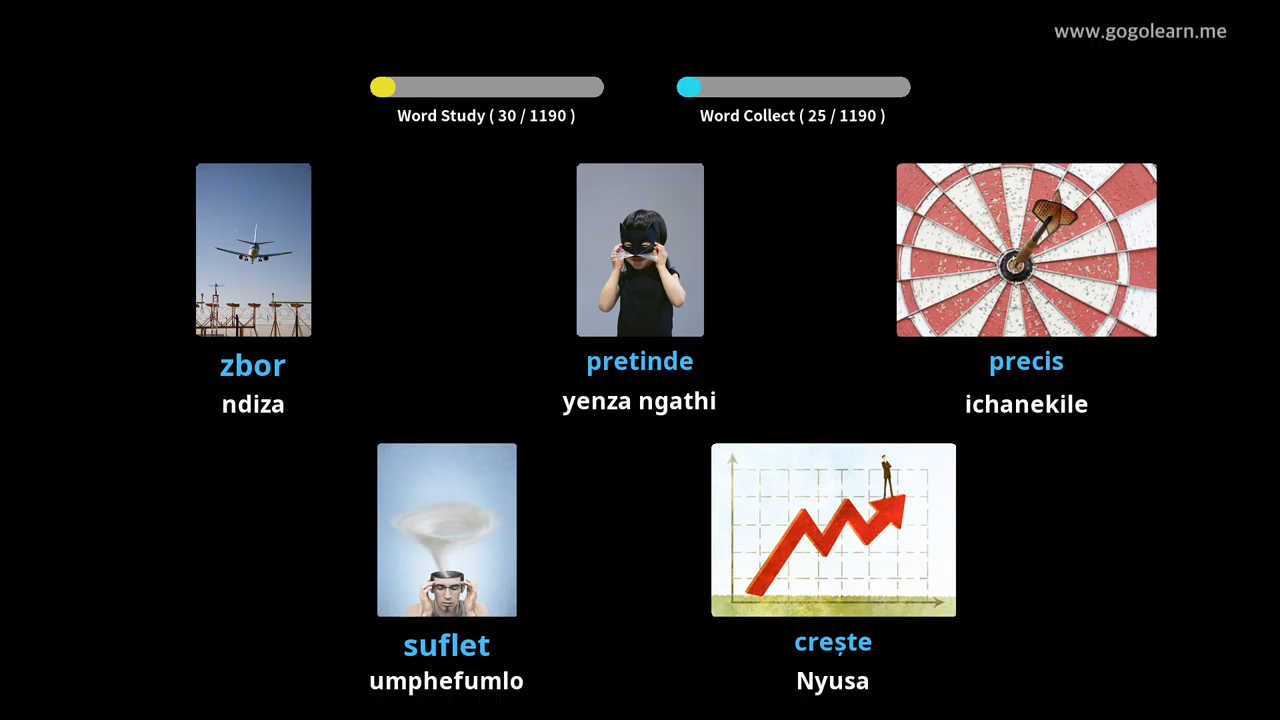 www.gogolearn.me
Word Study ( 30 / 1190 )
Word Collect ( 25 / 1190 )
zbor
ndiza
pretinde
yenza ngathi
precis
ichanekile
suflet
umphefumlo
crește
Nyusa